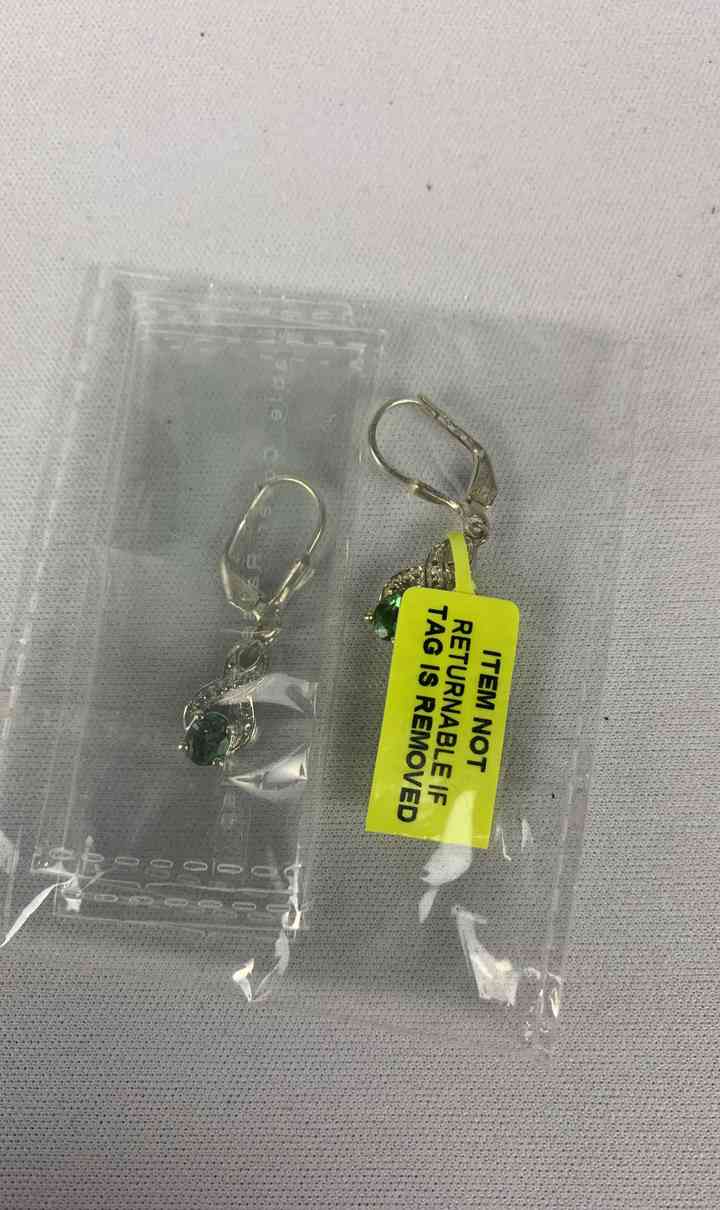 ITEM NOT
RETURNABLE IF
TAG IS REMOVED